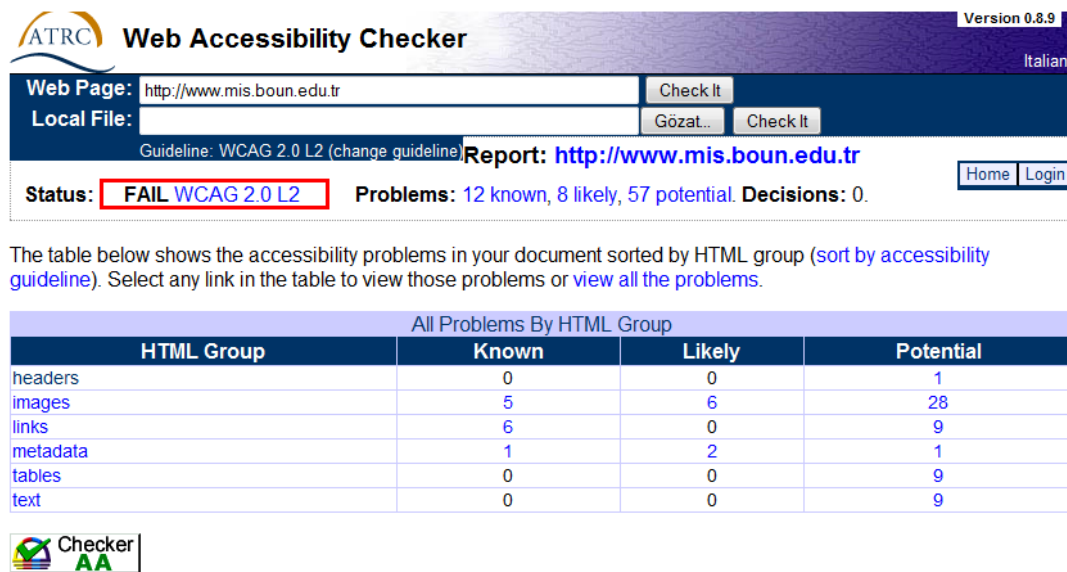 ATRC Web Accessibility Checker Version 0.8.9
Italian
Web Page: http://www.mis.boun.edu.tr Check It
Local File: Gözat... Check It
Guideline: WCAG 2.0 L2 (change guideline) Report: http://www.mis.boun.edu.tr
Home Login
Status: FAIL WCAG 2.0 L2 Problems: 12 known, 8 likely, 57 potential. Decisions: 0.
The table below shows the accessibility problems in your document sorted by HTML group (sort by accessibility
guideline). Select any link in the table to view those problems or view all the problems.
All Problems By HTML Group
HTML Group Known Likely Potential
headers 0 0 1
images 5 6 28
links 6 0 9
metadata 1 2 1
tables 0 0 9
text 0 0 9
Checker
AA